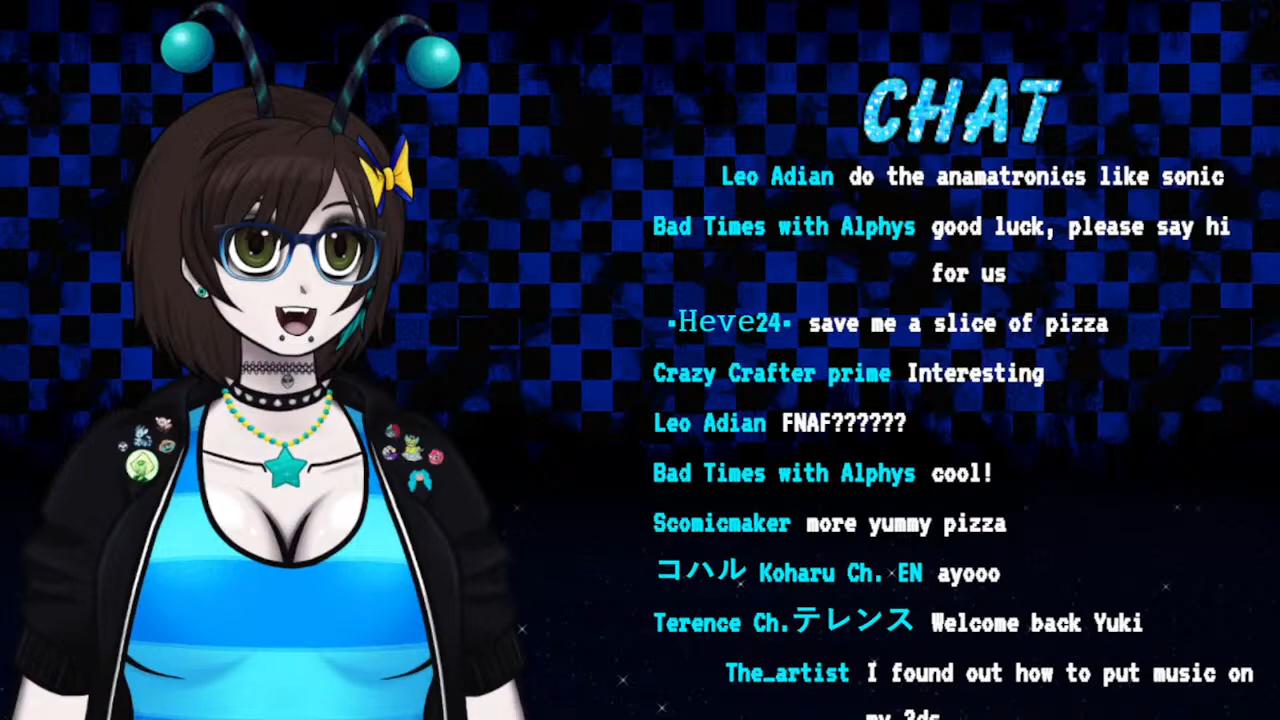 CHAT
Leo Adian do the anamatronics like sonic
Bad Times with Alphys good luck, please say hi
for us
•Heve24• save me a slice of pizza
Crazy Crafter prime Interesting
Leo Adian FNAF??????
Bad Times with Alphys cool!
Scomicmaker more yummy pizza
コハル Koharu Ch. EN ayooo
Terence Ch.テレンス Welcome back Yuki
The_artist I found out how to put music on
my 3ds